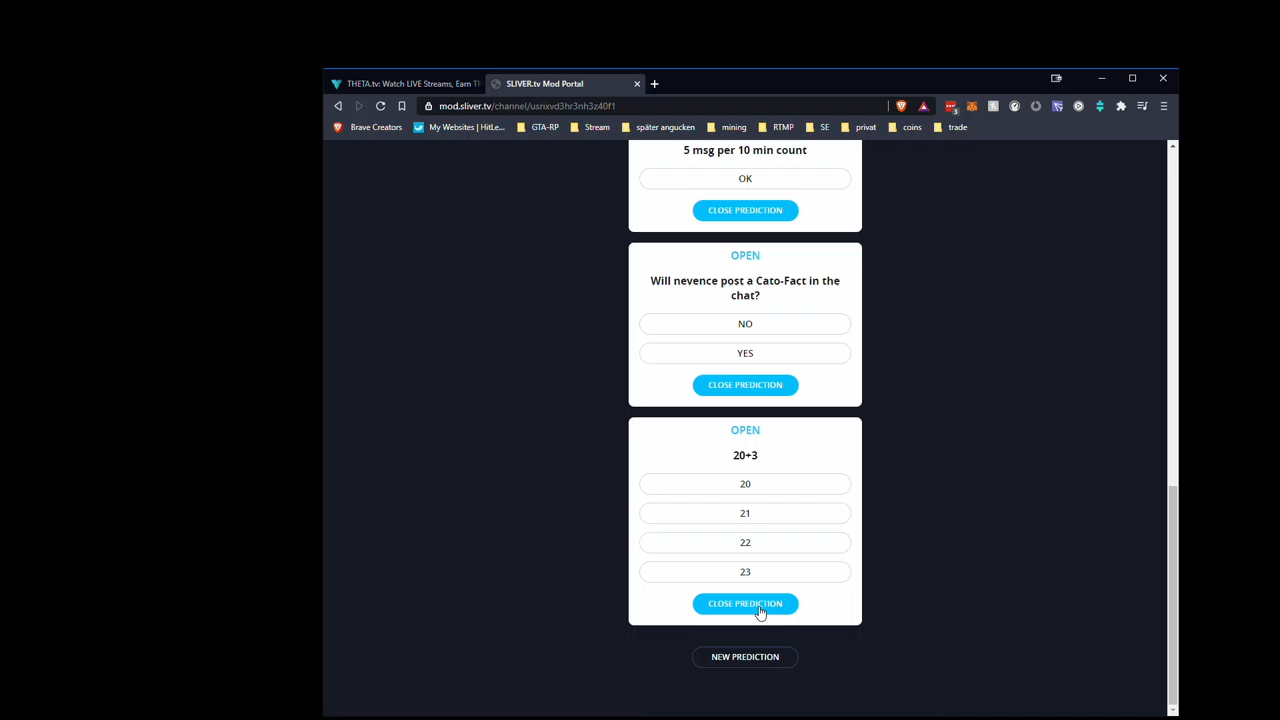 THETA.tv: Watch LIVE Streams, Earn TF
SLIVER.tv Mod Portal
mod.sliver.tv/channel/usrixvd3hr3nh3z40f1
3
Brave Creators
My Websites | HitLe...
GTA-RP
Stream
später angucken
mining
RTMP
SE
privat
coins
trade
5 msg per 10 min count
OK
CLOSE PREDICTION
OPEN
Will nevence post a Cato-Fact in the
chat?
NO
YES
CLOSE PREDICTION
OPEN
20+3
20
21
22
23
CLOSE PREDICTION
NEW PREDICTION